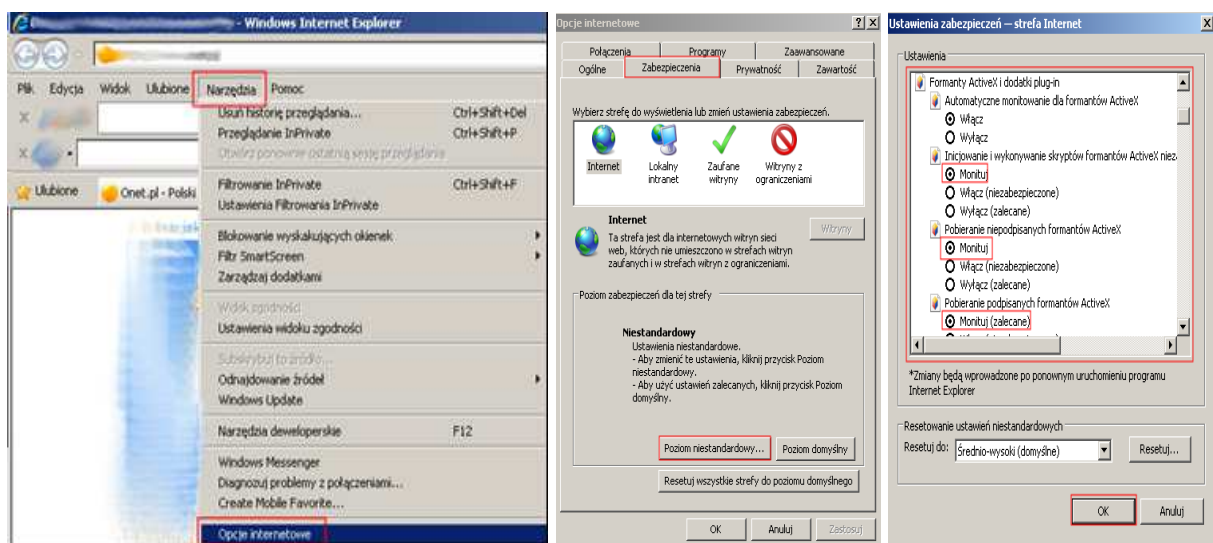 - Windows Internet Explorer
Plik Edycja Widok Ulubione Narzędzia Pomoc
Usuń historię przeglądania... Ctrl+Shift+Del
Przeglądanie InPrivate Ctrl+Shift+P
Otwórz ponownie ostatnią sesję przeglądania
Filtrowanie InPrivate Ctrl+Shift+F
Ustawienia Filtrowania InPrivate
Ulubione Onet.pl - Polski
Blokowanie wyskakujących okienek
Filtr SmartScreen
Zarządzaj dodatkami
Widok zgodności
Ustawienia widoku zgodności
Subskrybuj to źródło...
Odnajdowanie źródeł
Windows Update
Narzędzia deweloperskie F12
Windows Messenger
Diagnozuj problemy z połączeniami...
Create Mobile Favorite...
Opcje internetowe
Opcje internetowe
Połączenia Programy Zaawansowane
Ogólne Zabezpieczenia Prywatność Zawartość
Wybierz strefę do wyświetlenia lub zmień ustawienia zabezpieczeń.
Internet Lokalny intranet Zaufane witryny Witryny z ograniczeniami
Internet
Witryny
Ta strefa jest dla internetowych witryn sieci
web, których nie umieszczono w strefach witryn
zaufanych i w strefach witryn z ograniczeniami.
Poziom zabezpieczeń dla tej strefy
Niestandardowy
Ustawienia niestandardowe.
- Aby zmienić te ustawienia, kliknij przycisk Poziom
niestandardowy.
- Aby użyć ustawień zalecanych, kliknij przycisk Poziom
domyślny.
Poziom niestandardowy... Poziom domyślny
Resetuj wszystkie strefy do poziomu domyślnego
OK Anuluj Zastosuj
Ustawienia zabezpieczeń — strefa Internet
Ustawienia
Formanty ActiveX i dodatki plug-in
Automatyczne monitowanie dla formantów ActiveX
Włącz
Wyłącz
Inicjowanie i wykonywanie skryptów formantów ActiveX niez
Monituj
Włącz (niezabezpieczone)
Wyłącz (zalecane)
Pobieranie niepodpisanych formantów ActiveX
Monituj
Włącz (niezabezpieczone)
Wyłącz (zalecane)
Pobieranie podpisanych formantów ActiveX
Monituj (zalecane)
*Zmiany będą wprowadzone po ponownym uruchomieniu programu
Internet Explorer
Resetowanie ustawień niestandardowych
Resetuj do: Średnio-wysoki (domyślne) Resetuj...
OK Anuluj